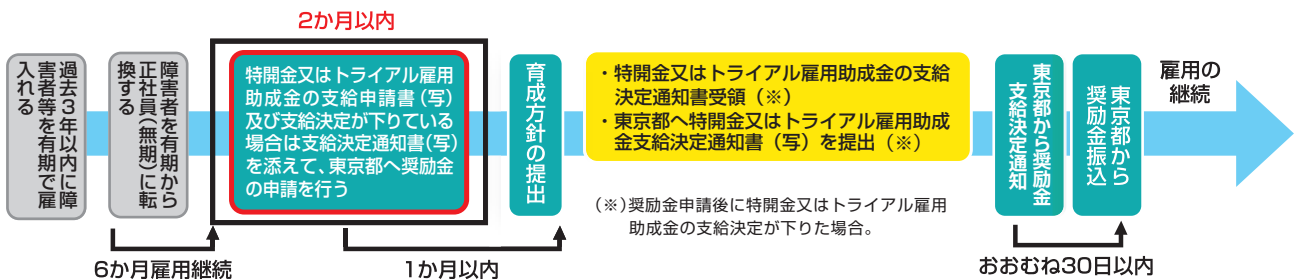 2か月以内
過去3年以内に障
害者等を有期で雇
入れる
障害者を有期から
正社員(無期)に転
換する
特開金又はトライアル雇用
助成金の支給申請書(写)
及び支給決定が下りている
場合は支給決定通知書(写)
を添えて、東京都へ奨励金
の申請を行う
育成方針の提出
・特開金又はトライアル雇用助成金の支給
決定通知書受領(※)
・東京都へ特開金又はトライアル雇用助成
金支給決定通知書(写)を提出(※)
(※)奨励金申請後に特開金又はトライアル雇用
助成金の支給決定が下りた場合。
東京都から奨励金
支給決定通知
東京都から
奨励金振込
雇用の
継続
6か月雇用継続
1か月以内
おおむね30日以内